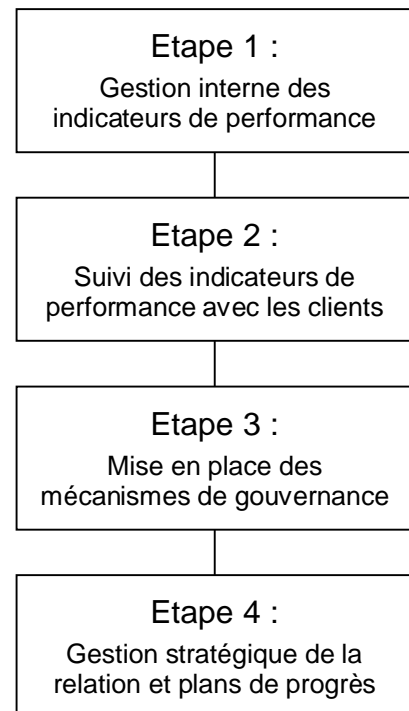 Etape 1 :
Gestion interne des
indicateurs de performance
Etape 2 :
Suivi des indicateurs de
performance avec les clients
Etape 3 :
Mise en place des
mécanismes de gouvernance
Etape 4 :
Gestion stratégique de la
relation et plans de progrès